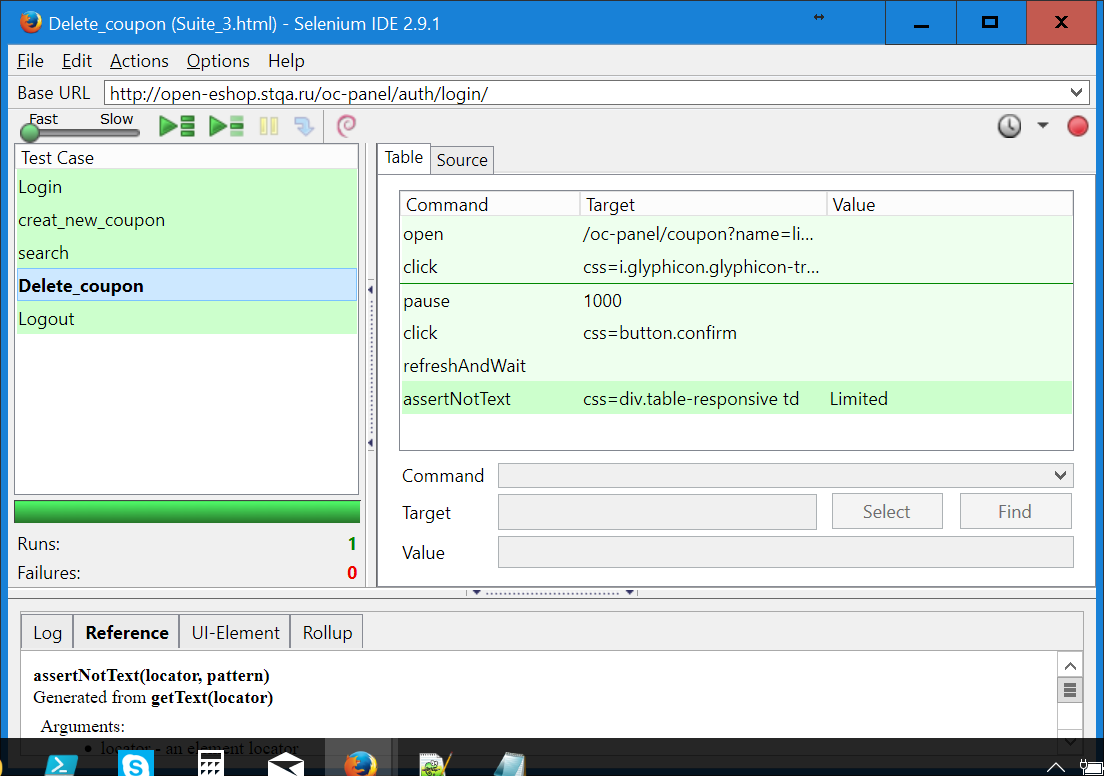 Delete_coupon (Suite_3.html) - Selenium IDE 2.9.1
File Edit Actions Options Help
Base URL http://open-eshop.stqa.ru/oc-panel/auth/login/
Fast Slow
Test Case
Login
creat_new_coupon
search
Delete_coupon
Logout
Runs: 1
Failures: 0
Table Source
Command Target Value
open /oc-panel/coupon?name=li...
click css=i.glyphicon.glyphicon-tr...
pause 1000
click css=button.confirm
refreshAndWait
assertNotText css=div.table-responsive td Limited
Command
Target Select Find
Value
Log Reference UI-Element Rollup
assertNotText(locator, pattern)
Generated from getText(locator)
Arguments:
• locator - an element locator